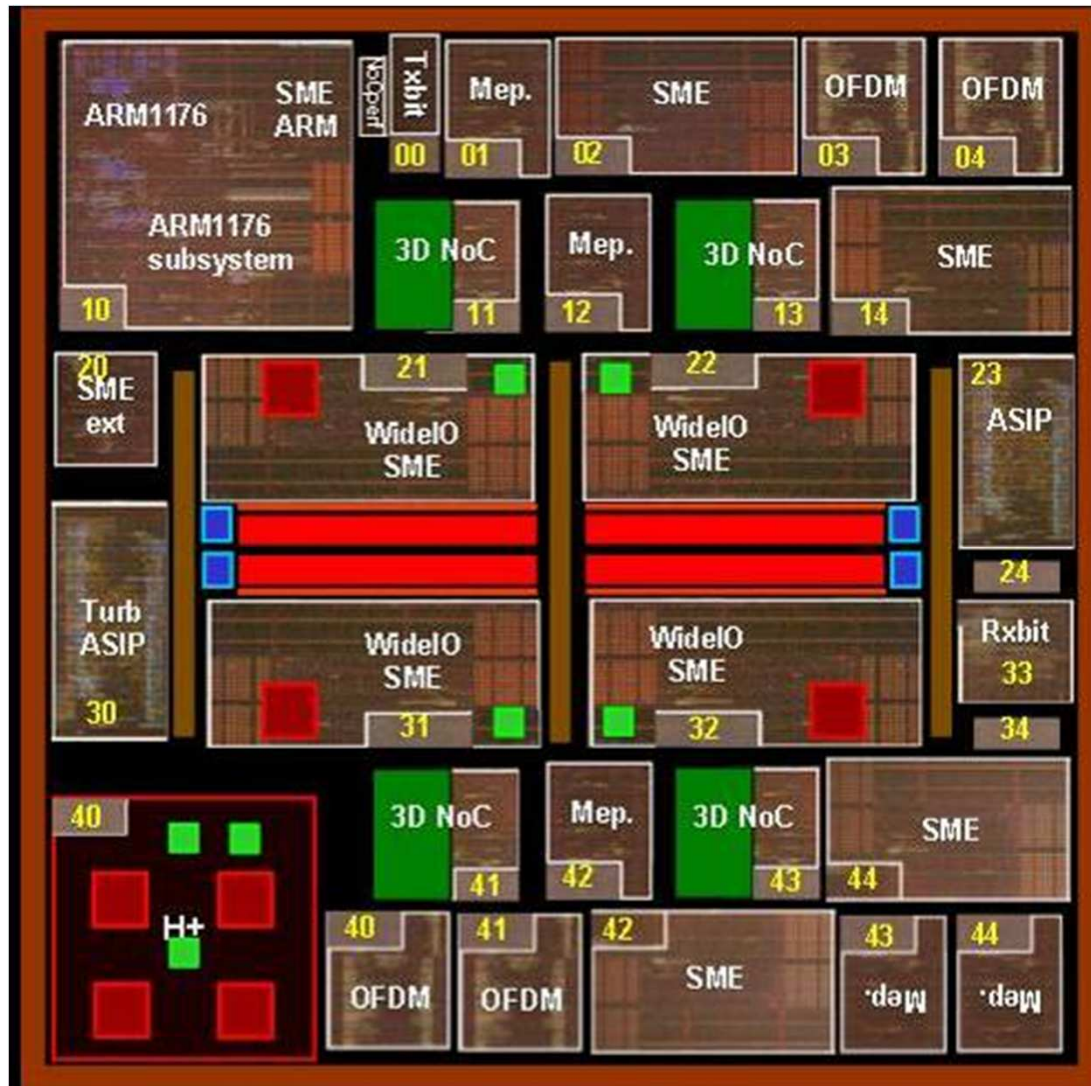 ARM1176
SME
ARM
NoCperf
Txbit
00
Mep.
01
SME
02
OFDM
03
OFDM
04
ARM1176
subsystem
10
3D NoC
11
Mep.
12
3D NoC
13
SME
14
20
SME
ext
21
WideIO
SME
22
WideIO
SME
23
ASIP
24
Turb
ASIP
30
WideIO
SME
31
WideIO
SME
32
Rxbit
33
34
40
H+
3D NoC
41
Mep.
42
3D NoC
43
SME
44
40
OFDM
41
OFDM
42
SME
43
Mep.
44
Mep.